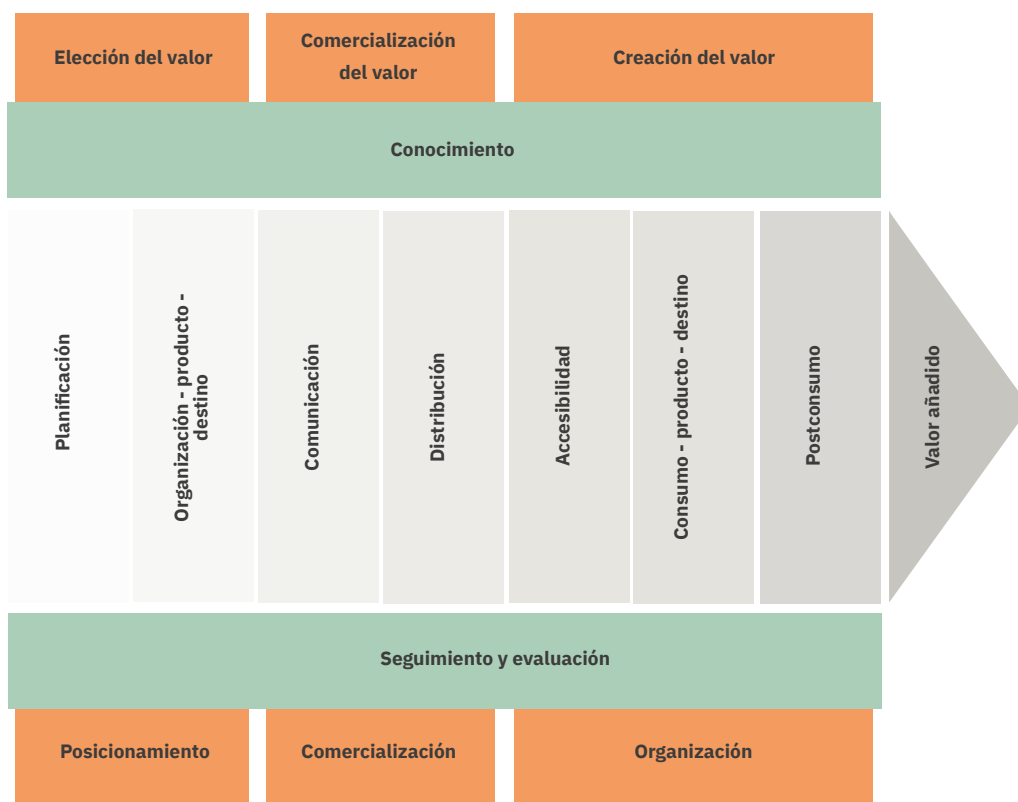 Elección del valor
Comercialización
del valor
Creación del valor
Conocimiento
Planificación
Organización - producto -
destino
Comunicación
Distribución
Accesibilidad
Consumo - producto - destino
Postconsumo
Valor añadido
Seguimiento y evaluación
Posicionamiento
Comercialización
Organización